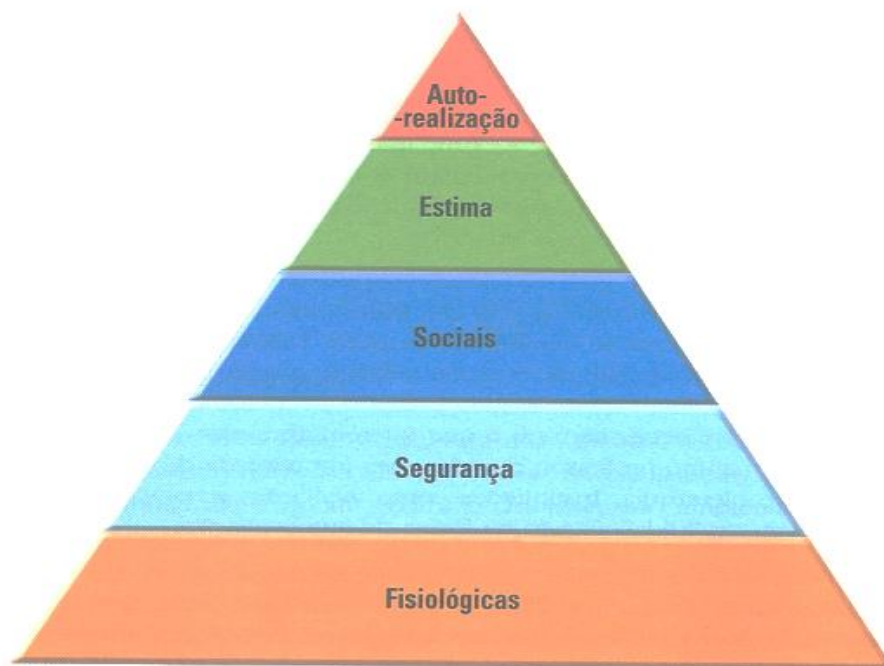 Auto-
-realização
Estima
Sociais
Segurança
Fisiológicas